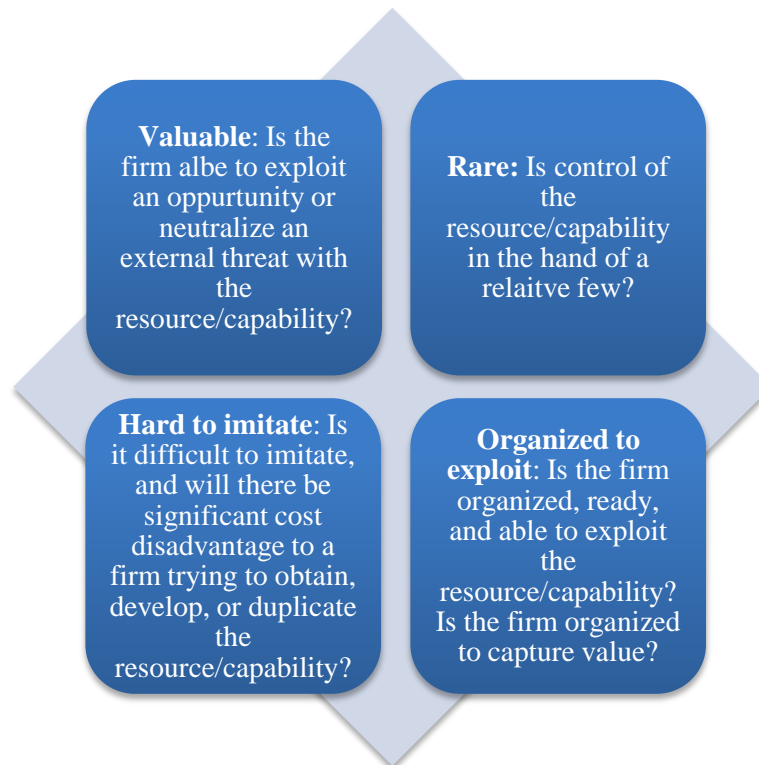 Valuable: Is the
firm albe to exploit
an oppurtunity or
neutralize an
external threat with
the
resource/capability?
Rare: Is control of
the
resource/capability
in the hand of a
relaitve few?
Hard to imitate: Is
it difficult to imitate,
and will there be
significant cost
disadvantage to a
firm trying to obtain,
develop, or duplicate
the
resource/capability?
Organized to
exploit: Is the firm
organized, ready,
and able to exploit
the
resource/capability?
Is the firm organized
to capture value?